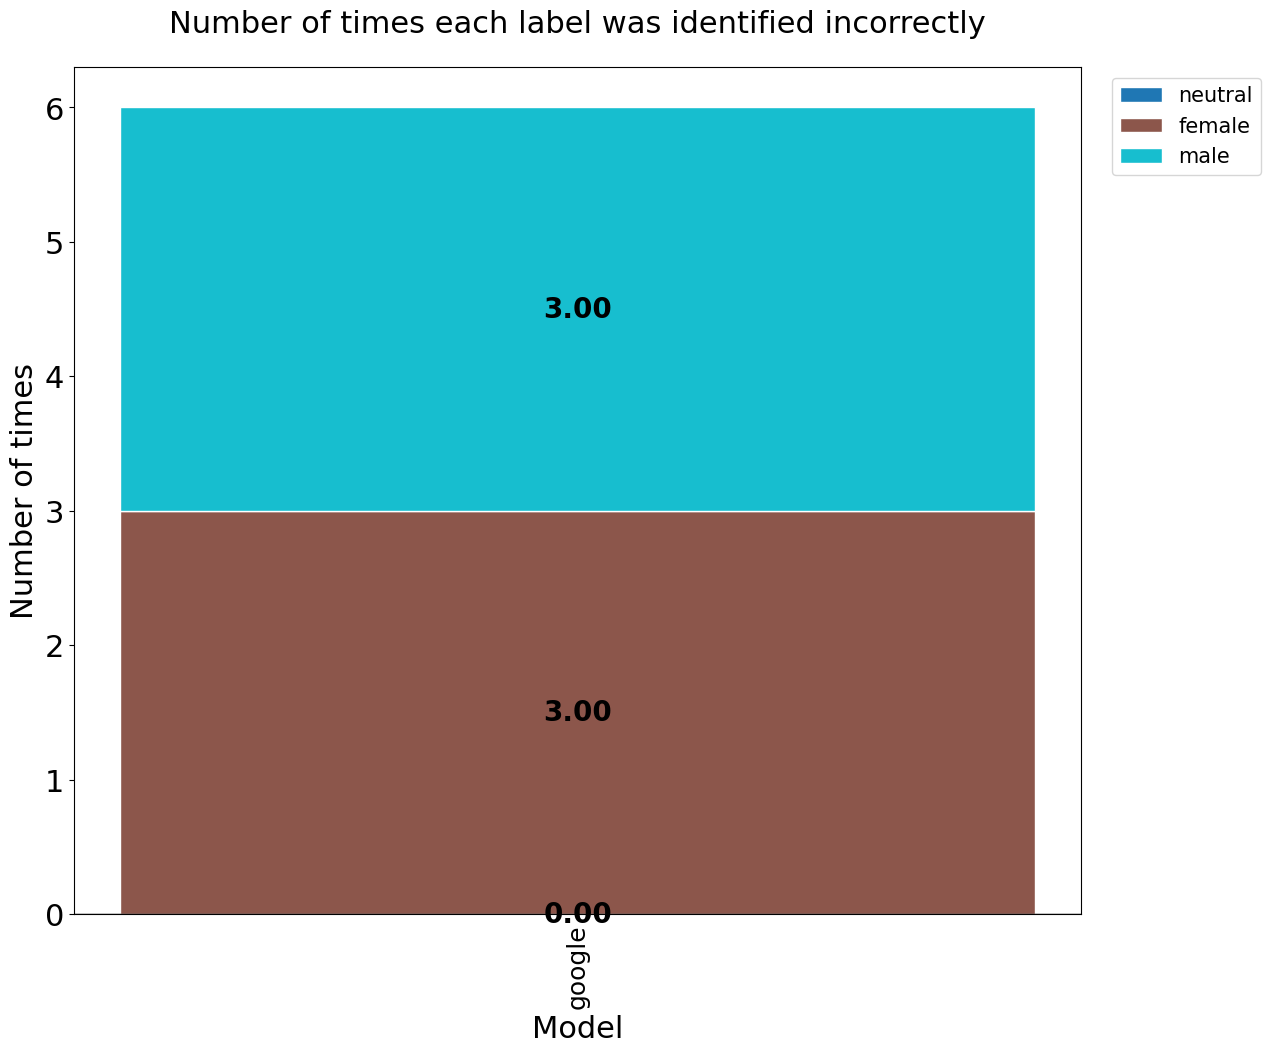 Number of times each label was identified incorrectly
neutral
female
male
6
5
4
3
2
1
0
Number of times
3.00
3.00
0.00
google
Model